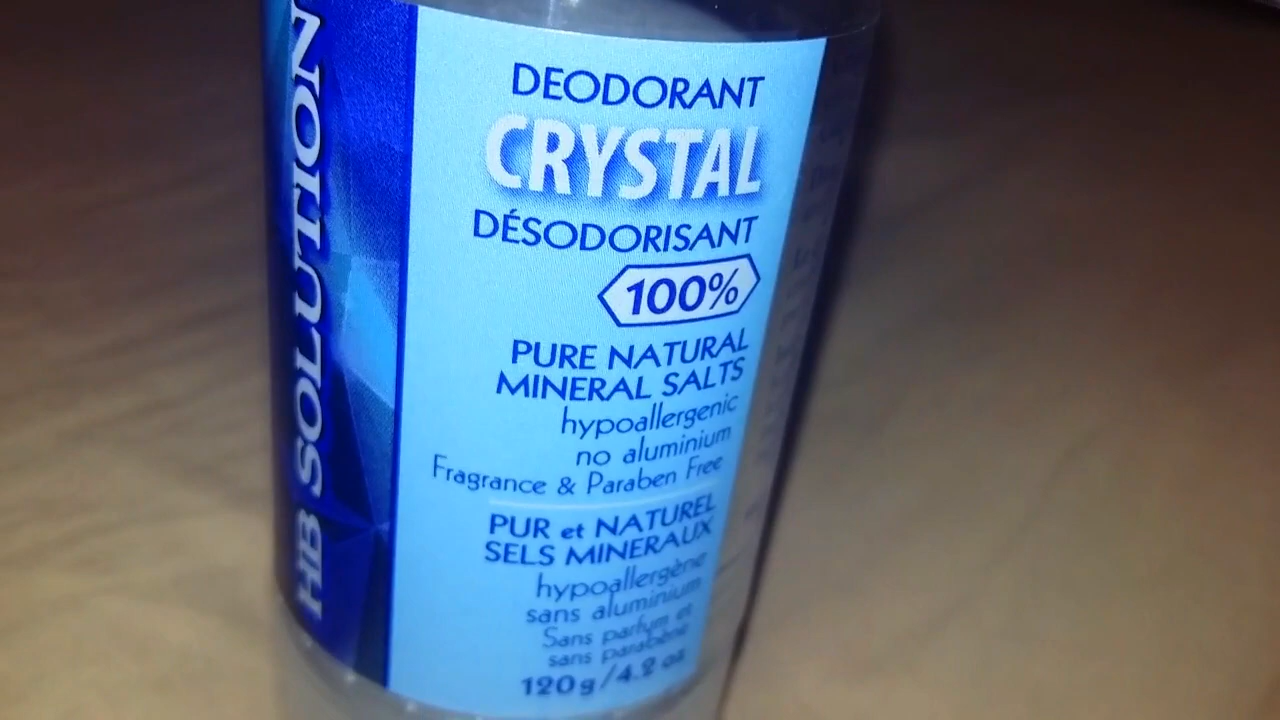 HB SOLUTION
DEODORANT
CRYSTAL
DÉSODORISANT
100%
PURE NATURAL
MINERAL SALTS
hypoallergenic
no aluminium
Fragrance & Paraben Free
PUR et NATUREL
SELS MINERAUX
hypoallergène
sans aluminium
Sans parfum et
sans parabène
120g/4.2 oz